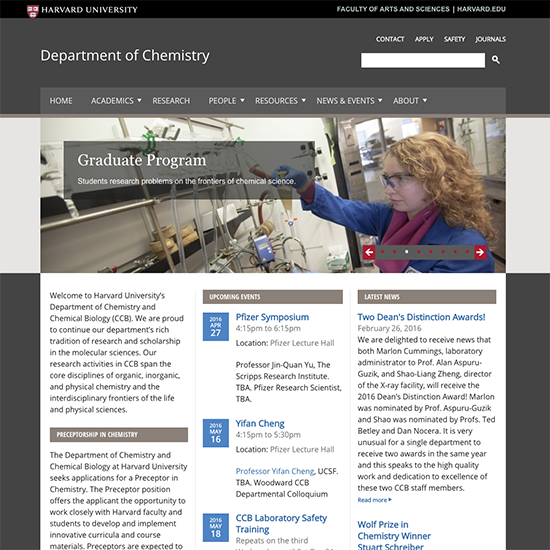 HARVARD UNIVERSITY
FACULTY OF ARTS AND SCIENCES | HARVARD.EDU
CONTACT APPLY SAFETY JOURNALS
Department of Chemistry
HOME ACADEMICS RESEARCH PEOPLE RESOURCES NEWS & EVENTS ABOUT
Graduate Program
Students research problems on the frontiers of chemical science.
Welcome to Harvard University's
Department of Chemistry and
Chemical Biology (CCB). We are proud
to continue our department's rich
tradition of research and scholarship
in the molecular sciences. Our
research activities in CCB span the
core disciplines of organic, inorganic,
and physical chemistry and the
interdisciplinary frontiers of the life
and physical sciences.
PRECEPTORSHIP IN CHEMISTRY
The Department of Chemistry and
Chemical Biology at Harvard University
seeks applications for a Preceptor in
Chemistry. The Preceptor position
offers the applicant the opportunity to
work closely with Harvard faculty and
students to develop and implement
innovative curricula and course
materials. Preceptors are expected to
UPCOMING EVENTS
2016
APR
27
Pfizer Symposium
4:15pm to 6:15pm
Location: Pfizer Lecture Hall
Professor Jin-Quan Yu, The
Scripps Research Institute.
TBA. Pfizer Research Scientist,
TBA.
2016
MAY
16
Yifan Cheng
4:15pm to 5:30pm
Location: Pfizer Lecture Hall
Professor Yifan Cheng, UCSF.
TBA. Woodward CCB
Departmental Colloquium
2016
MAY
18
CCB Laboratory Safety
Training
Repeats on the third
LATEST NEWS
Two Dean's Distinction Awards!
February 26, 2016
We are delighted to receive news that
both Marlon Cummings, laboratory
administrator to Prof. Alan Aspuru-
Guzik, and Shao-Liang Zheng, director
of the X-ray facility, will receive the
2016 Dean's Distinction Award! Marlon
was nominated by Prof. Aspuru-Guzik
and Shao was nominated by Profs. Ted
Betley and Dan Nocera. It is very
unusual for a single department to
receive two awards in the same year
and this speaks to the high quality
work and dedication to excellence of
these two CCB staff members.
Read more
Wolf Prize in
Chemistry Winner
Stuart Schreiber